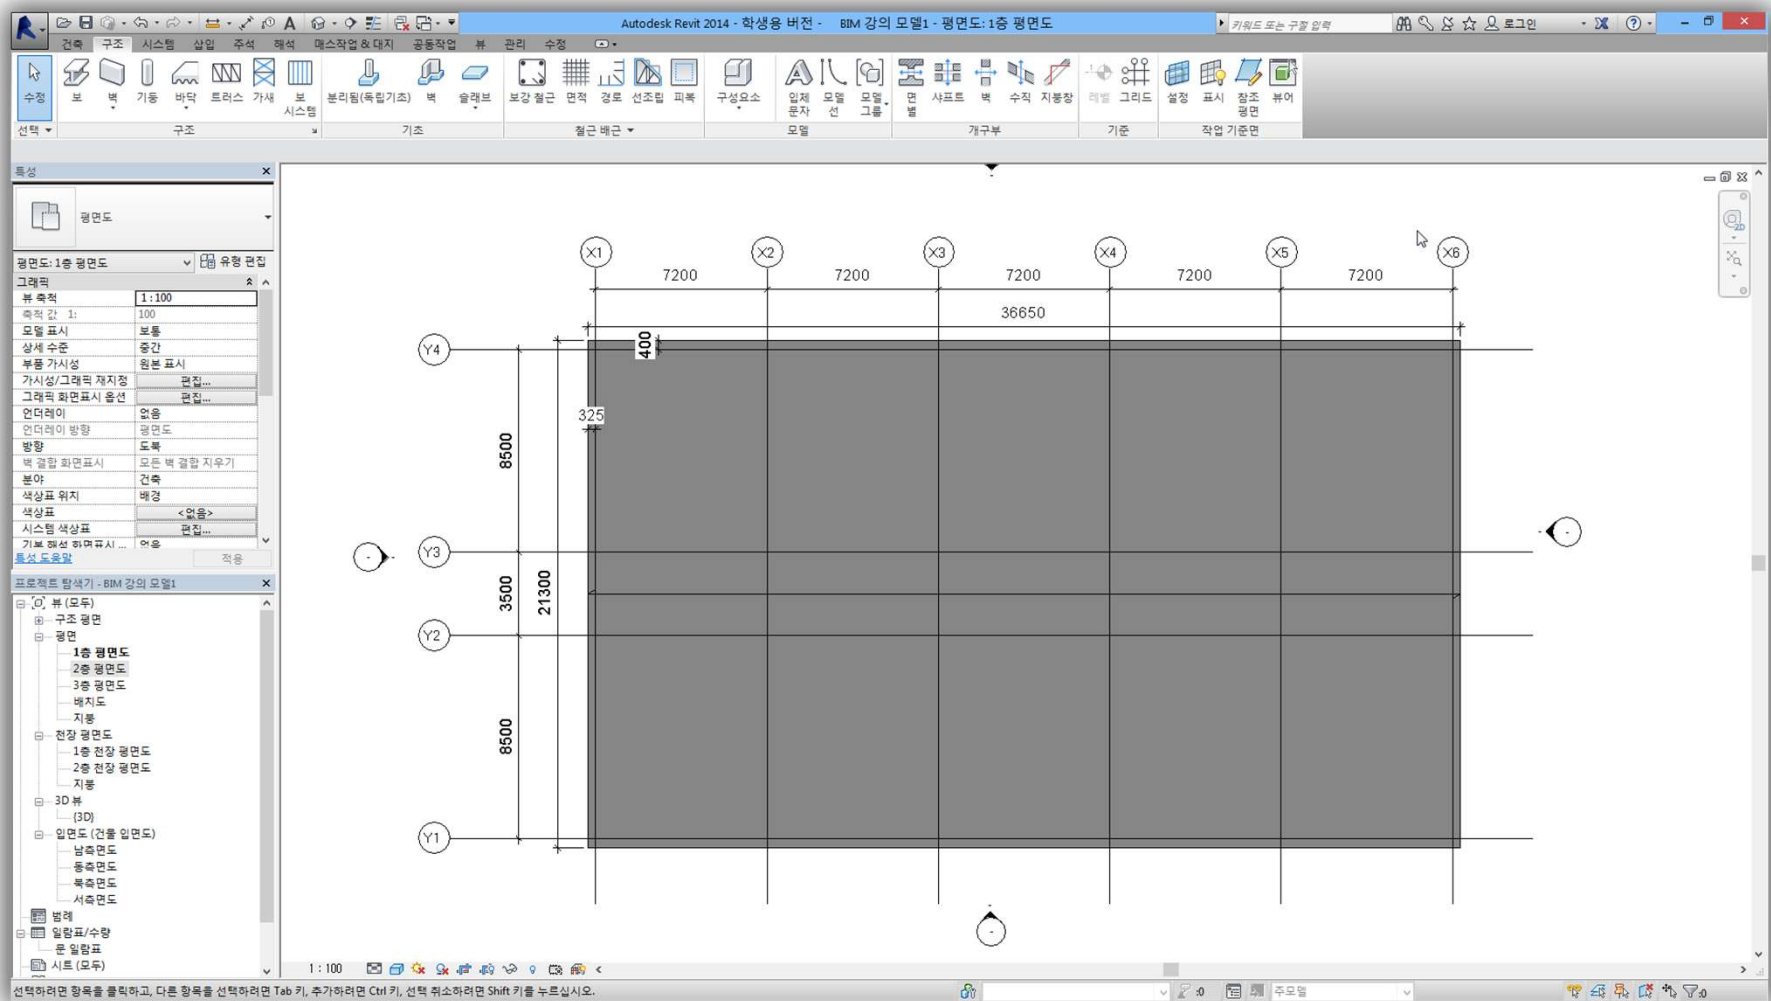 Autodesk Revit 2014 - 학생용 버전 - BIM 강의 모델1 - 평면도: 1층 평면도
키워드 또는 구절 입력
로그인
건축 구조 시스템 삽입 주석 해석 매스작업 & 대지 공동작업 뷰 관리 수정
수정 보 벽 기둥 바닥 트러스 가새 보 시스템 분리됨(독립기초) 벽 슬래브 보강 철근 면적 경로 선조립 피복 구성요소 입체 문자 모델 선 모델 그룹 면별 샤프트 벽 수직 지붕창 레벨 그리드 설정 표시 참조 평면 뷰어
선택 구조 기초 철근 배근 모델 개구부 기준 작업 기준면
특성
평면도
평면도: 1층 평면도 유형 편집
그래픽
뷰 축척 1 : 100
축척 값 1: 100
모델 표시 보통
상세 수준 중간
부품 가시성 원본 표시
가시성/그래픽 재지정 편집...
그래픽 화면표시 옵션 편집...
언더레이 없음
언더레이 방향 평면도
방향 도북
벽 결합 화면표시 모든 벽 결합 지우기
분야 건축
색상표 위치 배경
색상표 <없음>
시스템 색상표 편집...
기본 해석 화면표시 ... 없음
특성 도움말 적용
프로젝트 탐색기 - BIM 강의 모델1
뷰 (모두)
구조 평면
평면
1층 평면도
2층 평면도
3층 평면도
배치도
지붕
천장 평면도
1층 천장 평면도
2층 천장 평면도
지붕
3D 뷰
{3D}
입면도 (건물 입면도)
남측면도
동측면도
북측면도
서측면도
범례
일람표/수량
문 일람표
시트 (모두)
X1 X2 X3 X4 X5 X6
7200 7200 7200 7200 7200
36650
Y4
400
325
8500
Y3
3500
21300
Y2
8500
Y1
2D
1 : 100
선택하려면 항목을 클릭하고, 다른 항목을 선택하려면 Tab 키, 추가하려면 Ctrl 키, 선택 취소하려면 Shift 키를 누르십시오.
:0
주모델
:0